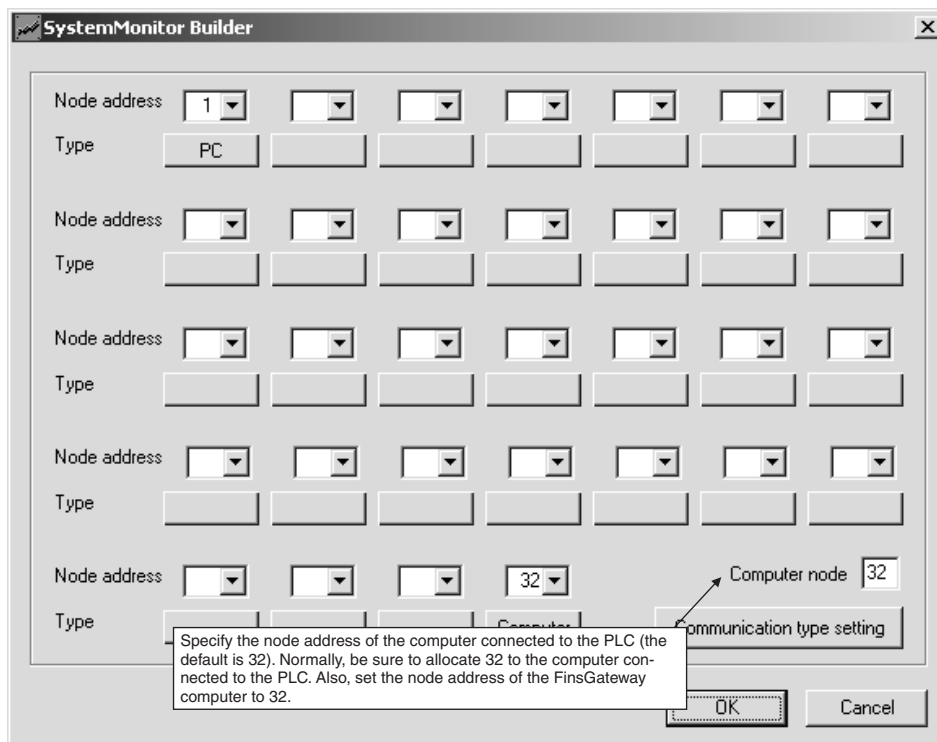 SystemMonitor Builder
Node address 1
Type PC
Node address
Type
Node address
Type
Node address
Type
Node address 32 Computer node 32
Type Computer Communication type setting
Specify the node address of the computer connected to the PLC (the
default is 32). Normally, be sure to allocate 32 to the computer con-
nected to the PLC. Also, set the node address of the FinsGateway
computer to 32.
OK Cancel